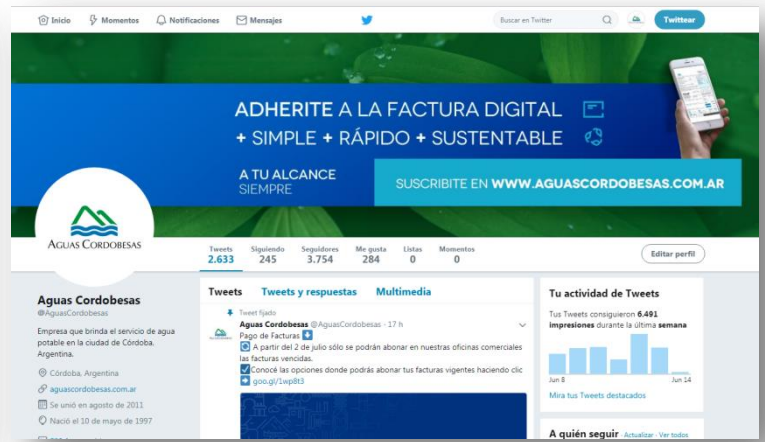 Inicio Momentos Notificaciones Mensajes Buscar en Twitter Twittear
ADHERITE A LA FACTURA DIGITAL
+ SIMPLE + RÁPIDO + SUSTENTABLE
A TU ALCANCE
SIEMPRE
SUSCRIBITE EN WWW.AGUASCORDOBESAS.COM.AR
AGUAS CORDOBESAS
Tweets Siguiendo Seguidores Me gusta Listas Momentos
2.633 245 3.754 284 0 0
Editar perfil
Aguas Cordobesas
@AguasCordobesas
Empresa que brinda el servicio de agua
potable en la ciudad de Córdoba,
Argentina.
Córdoba, Argentina
aguascordobesas.com.ar
Se unió en agosto de 2011
Nació el 10 de mayo de 1997
Tweets Tweets y respuestas Multimedia
Tweet fijado
Aguas Cordobesas @AguasCordobesas · 17 h
Pago de Facturas
A partir del 2 de julio sólo se podrán abonar en nuestras oficinas comerciales
las facturas vencidas.
Conocé las opciones donde podrás abonar tus facturas vigentes haciendo clic
goo.gl/1wp8t3
Tu actividad de Tweets
Tus Tweets consiguieron 6.491
impresiones durante la última semana
Jun 8 Jun 14
Mira tus Tweets destacados
A quién seguir · Actualizar · Ver todos